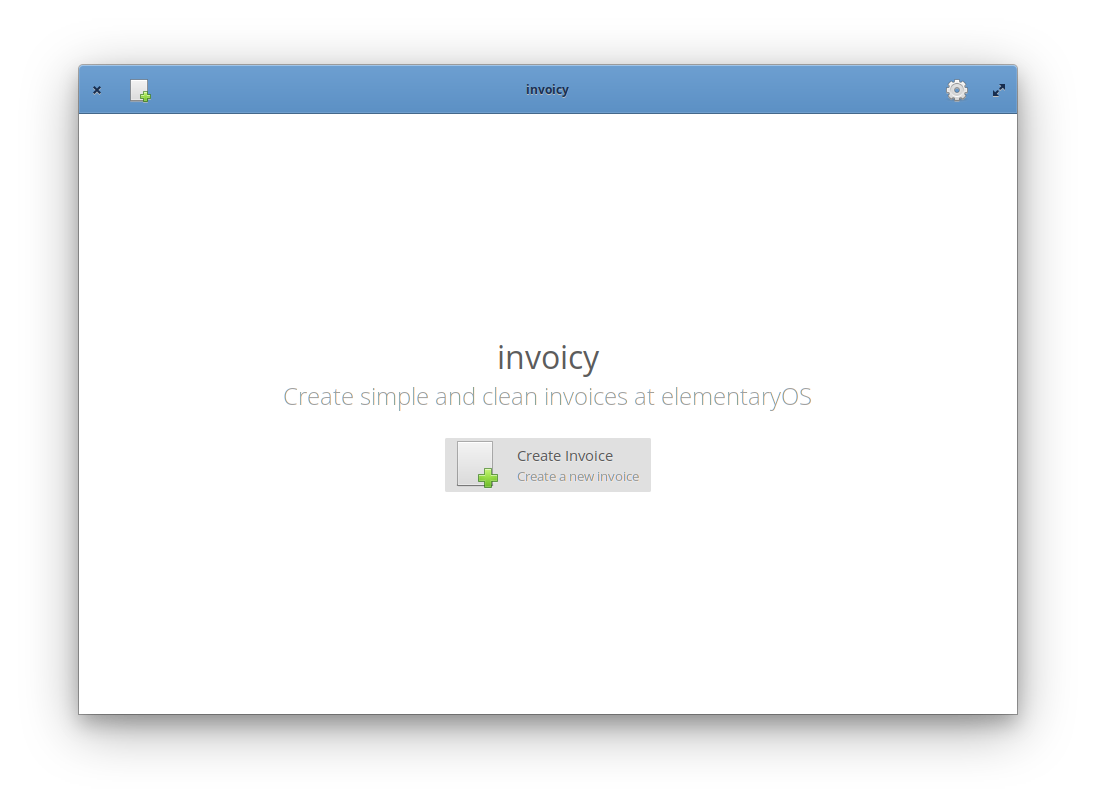 invoicy
invoicy
Create simple and clean invoices at elementaryOS
Create Invoice
Create a new invoice